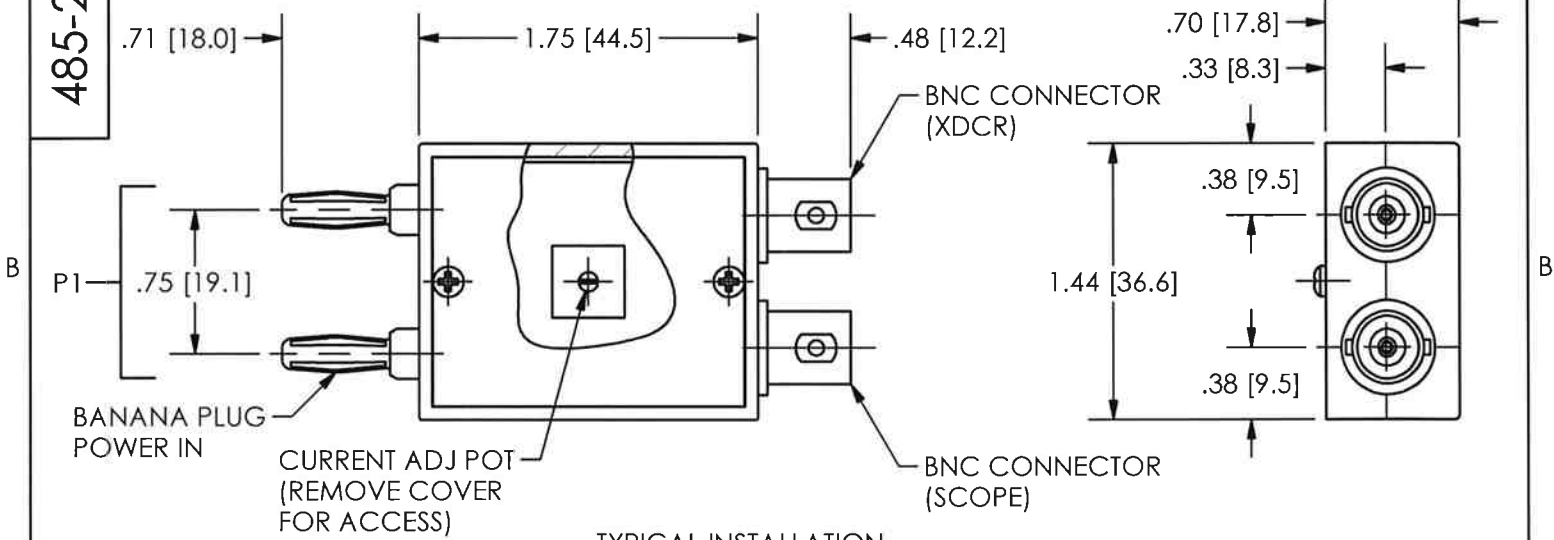 485-2
.71 [18.0]
1.75 [44.5]
.48 [12.2]
.70 [17.8]
.33 [8.3]
BNC CONNECTOR
(XDCR)
.38 [9.5]
B
P1
.75 [19.1]
1.44 [36.6]
B
.38 [9.5]
BANANA PLUG
POWER IN
CURRENT ADJ POT
(REMOVE COVER
FOR ACCESS)
BNC CONNECTOR
(SCOPE)
TYPICAL INSTALLATION